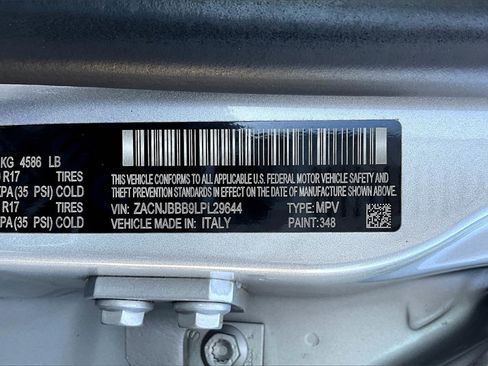 KG 4586 LB
R17 TIRES
KPA (35 PSI) COLD
R17 TIRES
KPA (35 PSI) COLD
THIS VEHICLE CONFORMS TO ALL APPLICABLE U.S. FEDERAL MOTOR VEHICLE SAFETY AND
THEFT PREVENTION STANDARDS IN EFFECT ON THE DATE OF MANUFACTURE SHOWN ABOVE.
VIN: ZACNJBBB9LPL29644 TYPE: MPV
VEHICLE MADE IN: ITALY PAINT: 348